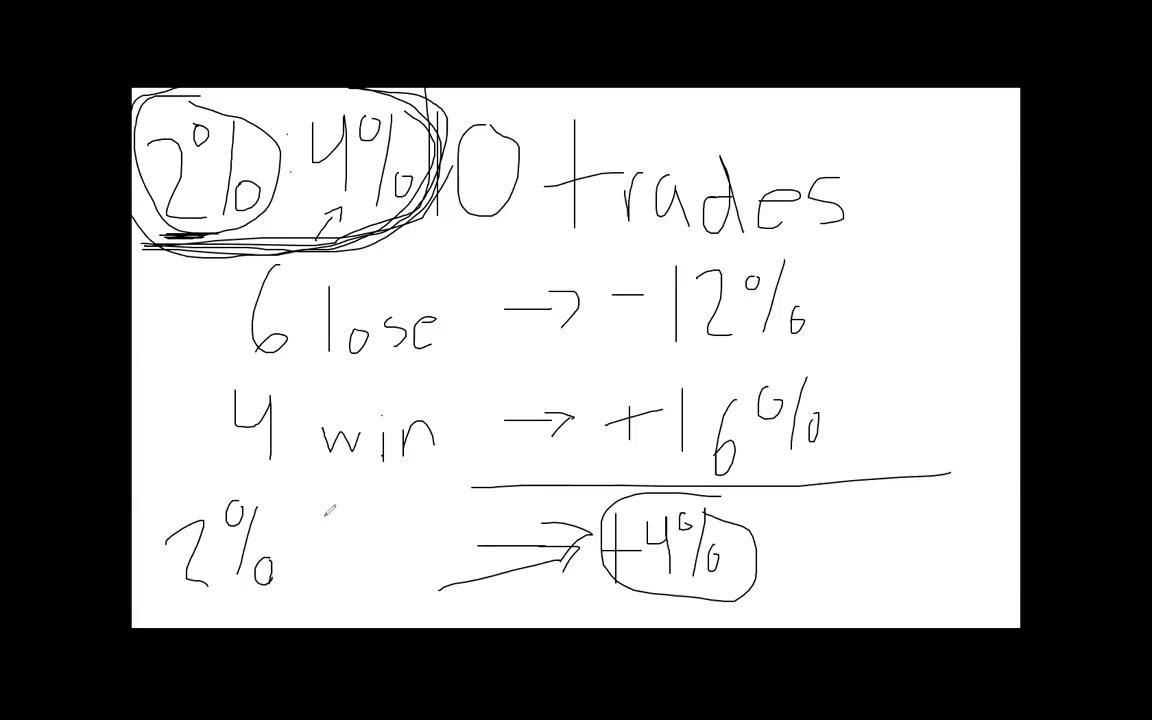 2% : 4% 10 trades
6 lose → -12%
4 win → +16%
2% → +4%